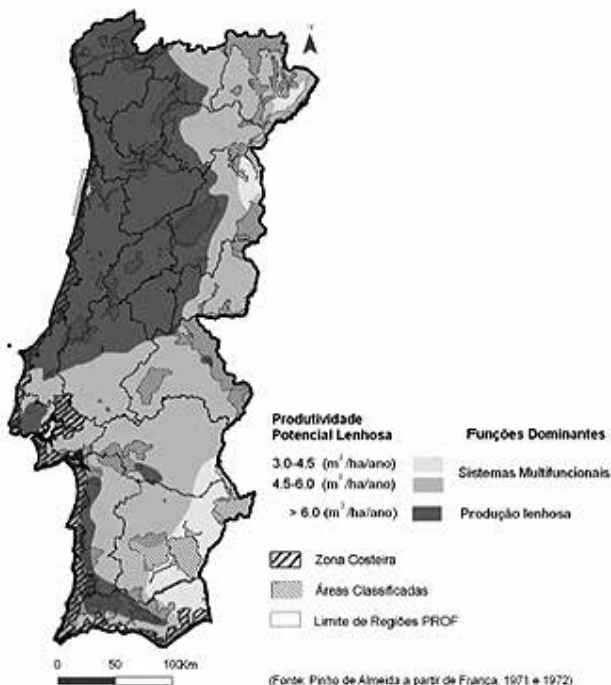 Produtividade
Potencial Lenhosa
Funções Dominantes
3.0-4.5 (m³/ha/ano)
4.5-6.0 (m³/ha/ano)
Sistemas Multifuncionais
> 6.0 (m³/ha/ano)
Produção lenhosa
Zona Costeira
Áreas Classificadas
Limite de Regiões PROF
0 50 100Km
(Fonte: Pinho de Almeida a partir de França, 1971 e 1972)